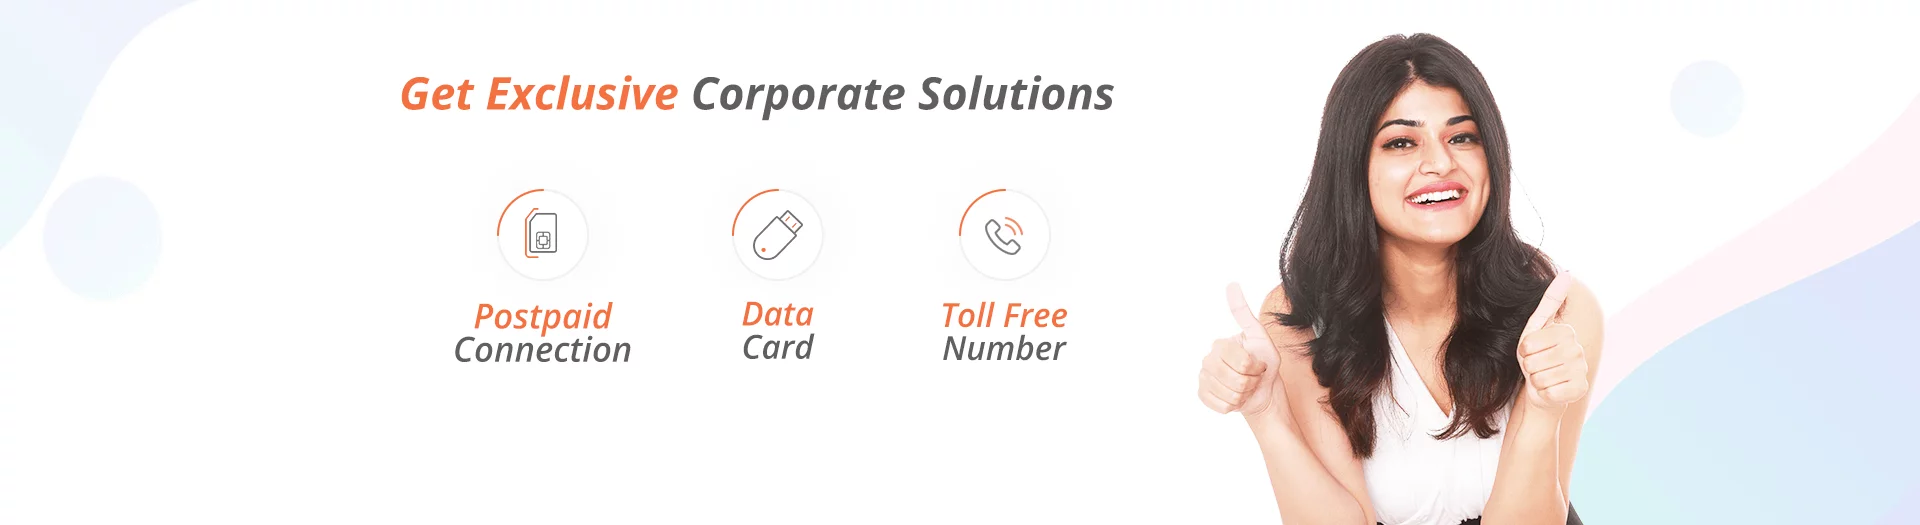 Get Exclusive Corporate Solutions
Postpaid
Connection
Data
Card
Toll Free
Number